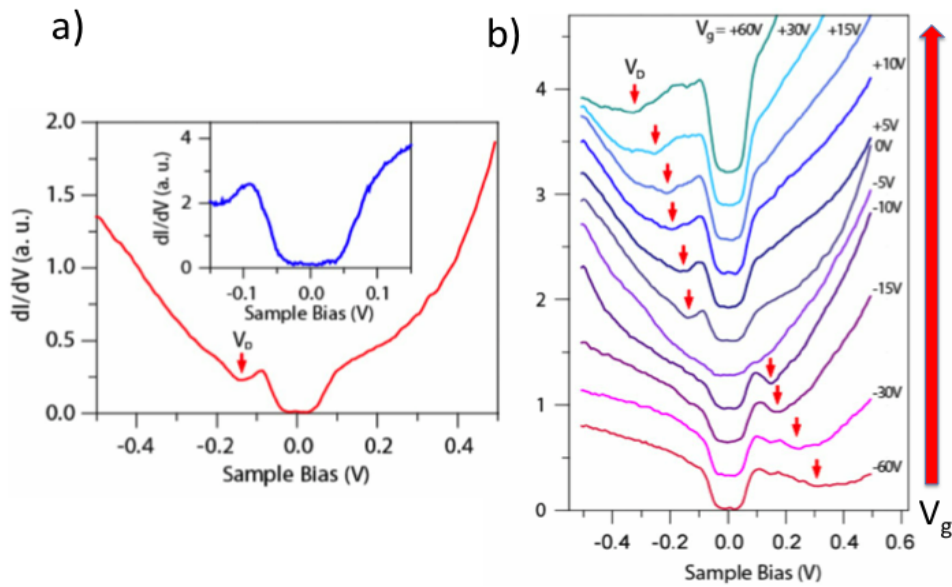 a)
2.0
1.5
1.0
0.5
0.0
dI/dV (a. u.)
-0.4 -0.2 0.0 0.2 0.4
Sample Bias (V)
V_D
4
2
0
dI/dV (a. u.)
-0.1 0.0 0.1
Sample Bias (V)
b)
V_g = +60V +30V +15V
+10V
+5V
0V
-5V
-10V
-15V
-30V
-60V
V_D
4
3
2
1
0
-0.4 -0.2 0.0 0.2 0.4 0.6
Sample Bias (V)
V_g